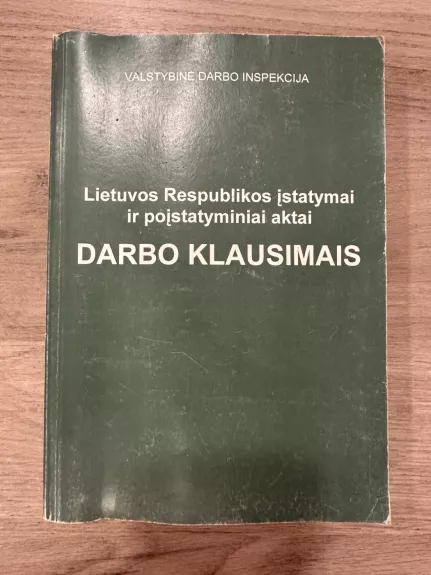 VALSTYBINĖ DARBO INSPEKCIJA
Lietuvos Respublikos įstatymai
ir poįstatyminiai aktai
DARBO KLAUSIMAIS